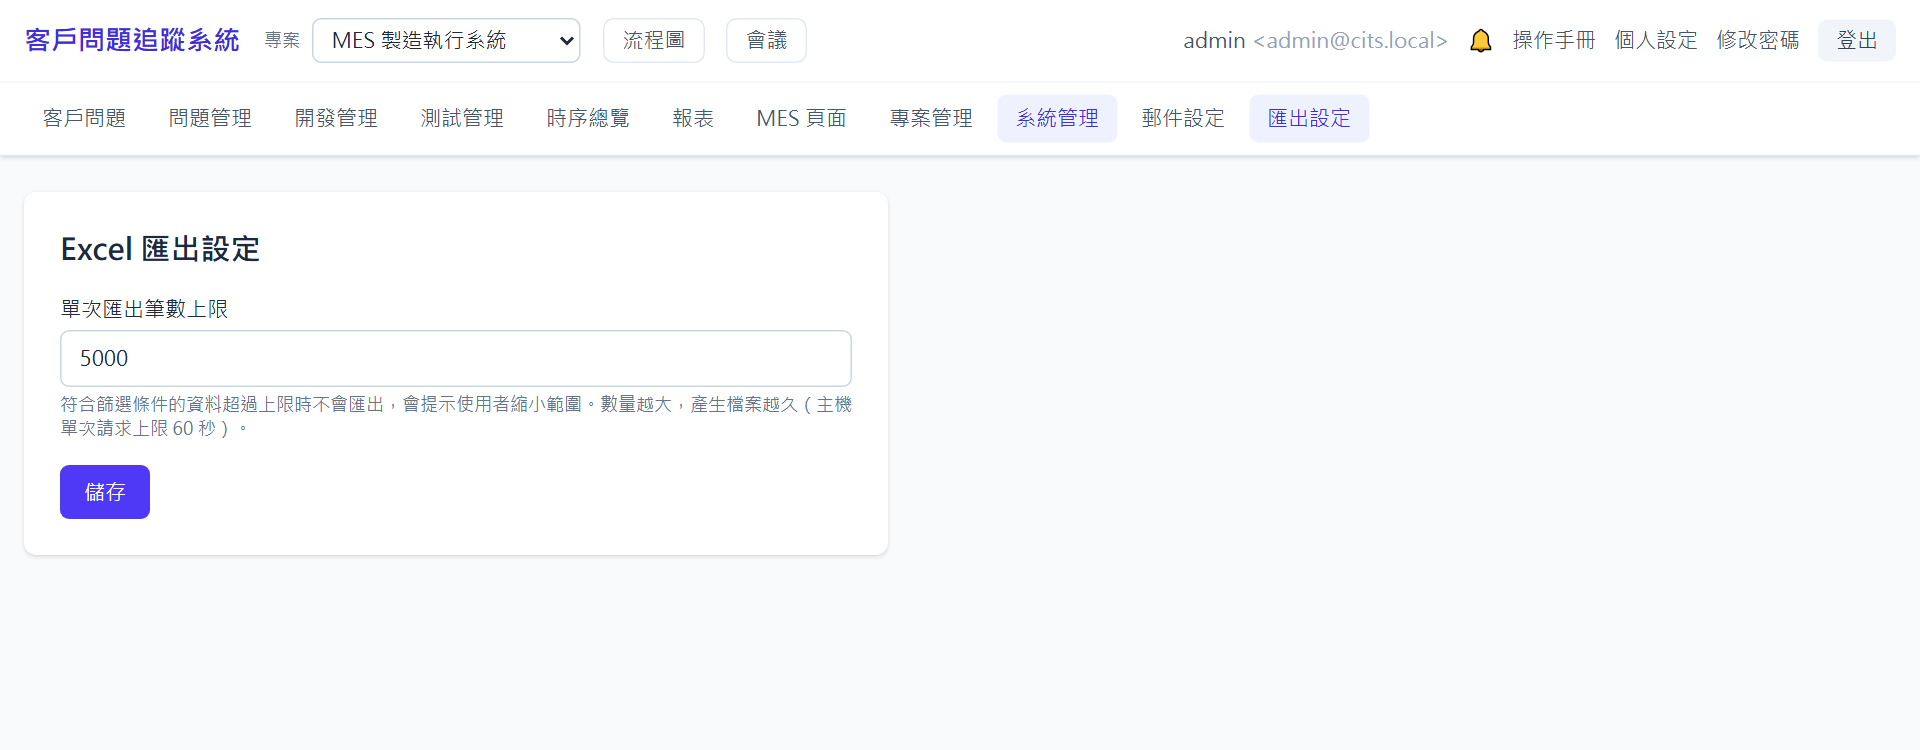 客戶問題追蹤系統 專案 MES 製造執行系統 流程圖 會議 admin <admin@cits.local> 操作手冊 個人設定 修改密碼 登出
客戶問題 問題管理 開發管理 測試管理 時序總覽 報表 MES 頁面 專案管理 系統管理 郵件設定 匯出設定
Excel 匯出設定
單次匯出筆數上限
5000
符合篩選條件的資料超過上限時不會匯出，會提示使用者縮小範圍。數量越大，產生檔案越久（主機
單次請求上限 60 秒）。
儲存